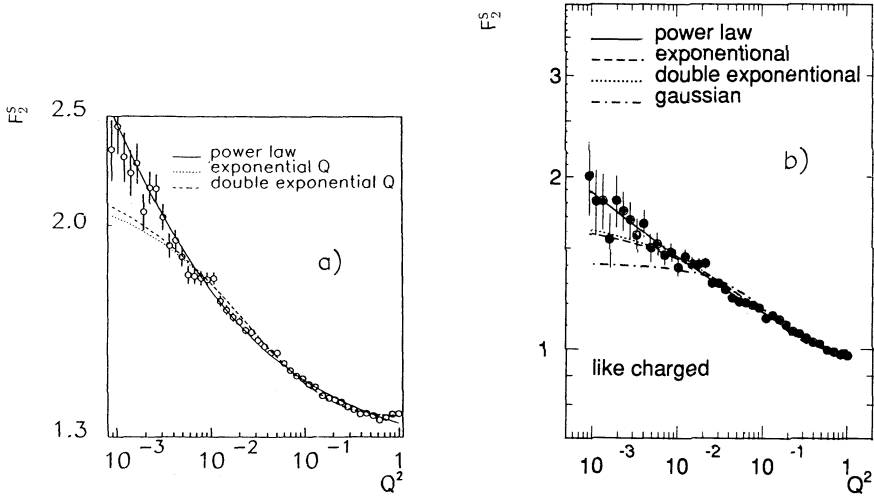 F₂ˢ
2.5
2.0
1.3
power law
exponential Q
double exponential Q
a)
10⁻³
10⁻²
10⁻¹
1
Q²
F₂ˢ
3
2
1
power law
exponentional
double exponentional
gaussian
b)
like charged
10⁻³
10⁻²
10⁻¹
1
Q²